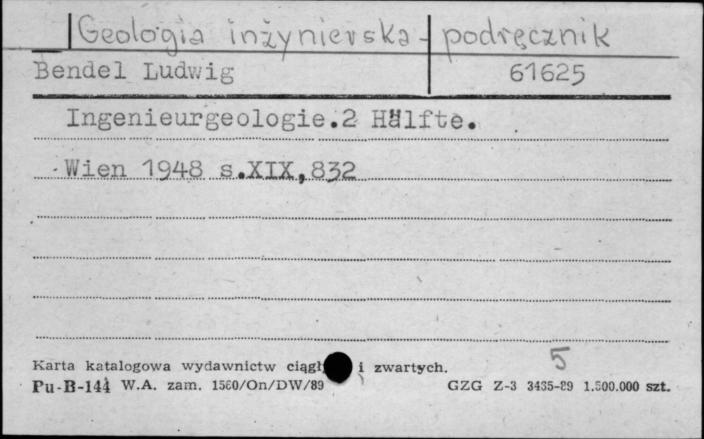 Geologia inżynierska - podręcznik
Bendel Ludwig 61625
Ingenieurgeologie.2 Hälfte.
Wien 1948 s.XIX,832
5
Karta katalogowa wydawnictw i zwartych.
Pu-B-144 W.A. zam. 1560/On/DW/89 GZG Z-3 3435-89 1.500.000 szt.